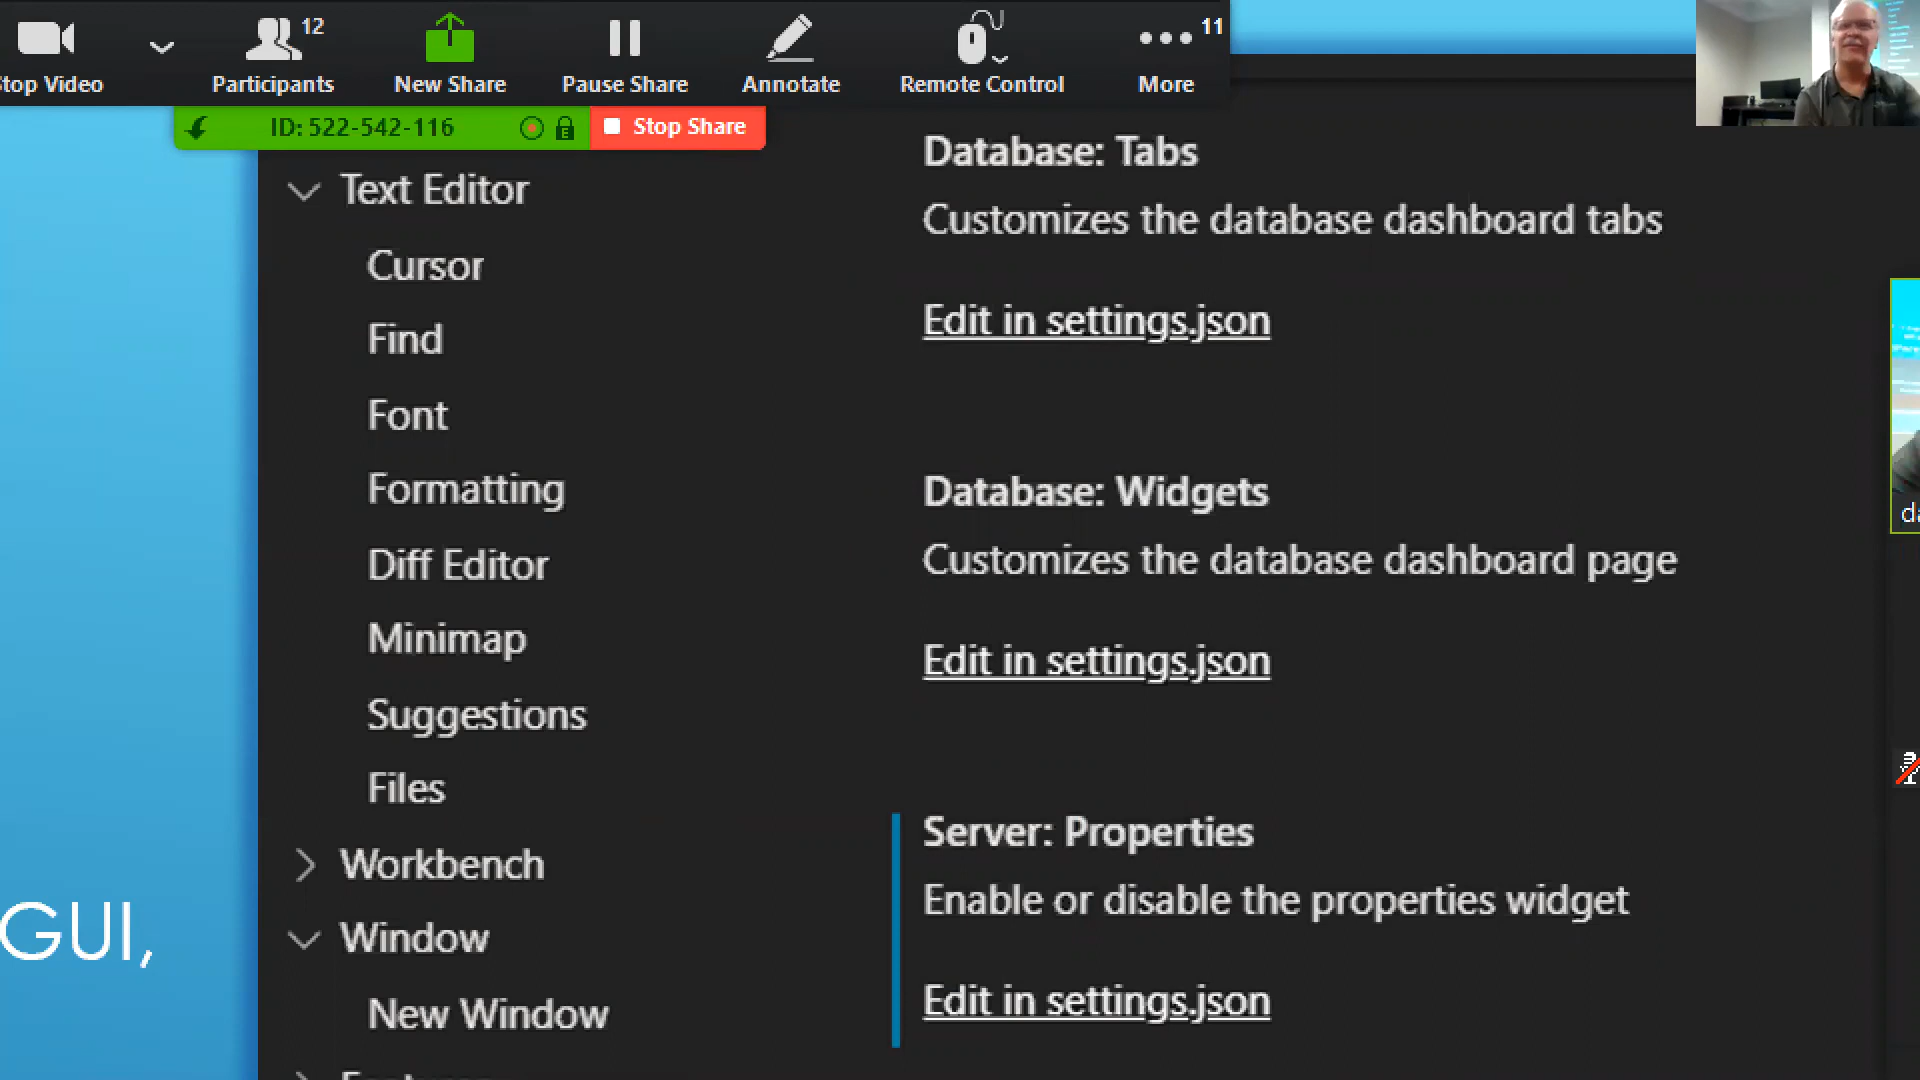 top Video
Participants 12
New Share
Pause Share
Annotate
Remote Control
More 11
ID: 522-542-116
Stop Share
Text Editor
Cursor
Find
Font
Formatting
Diff Editor
Minimap
Suggestions
Files
Workbench
Window
New Window
Database: Tabs
Customizes the database dashboard tabs
Edit in settings.json
Database: Widgets
Customizes the database dashboard page
Edit in settings.json
Server: Properties
Enable or disable the properties widget
Edit in settings.json
GUI,
da